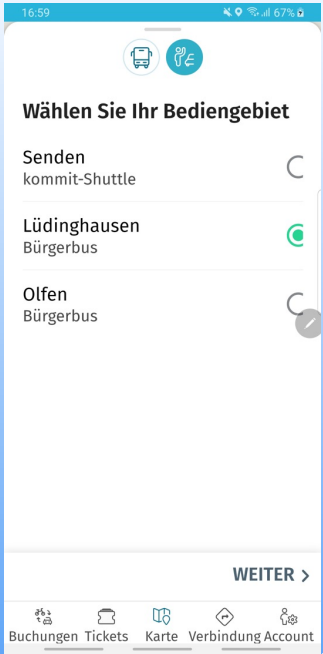 16:59
67%
Wählen Sie Ihr Bediengebiet
Senden
kommit-Shuttle
Lüdinghausen
Bürgerbus
Olfen
Bürgerbus
WEITER
Buchungen Tickets Karte Verbindung Account